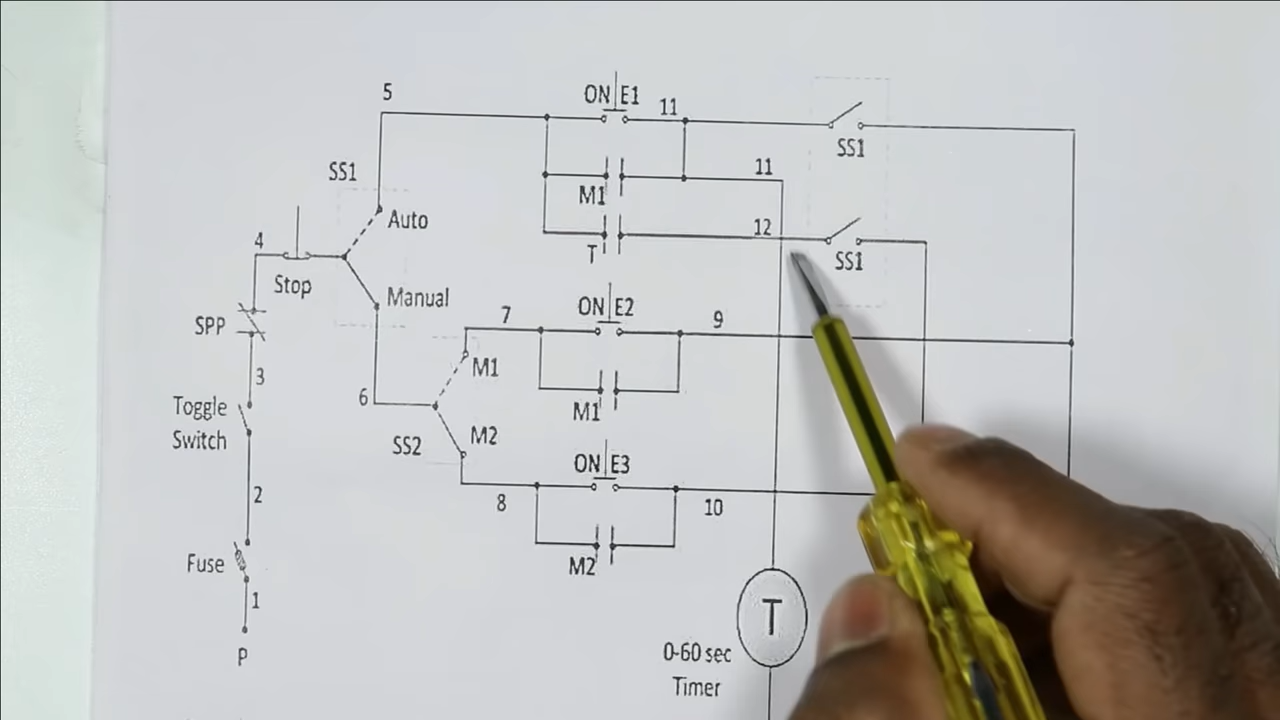 5
ON E1
11
SS1
SS1
11
M1
Auto
12
4
T
SS1
Stop
Manual
ON E2
7
9
SPP
M1
3
6
M1
Toggle
Switch
M2
SS2
ON E3
2
8
10
Fuse
M2
1
T
P
0-60 sec
Timer